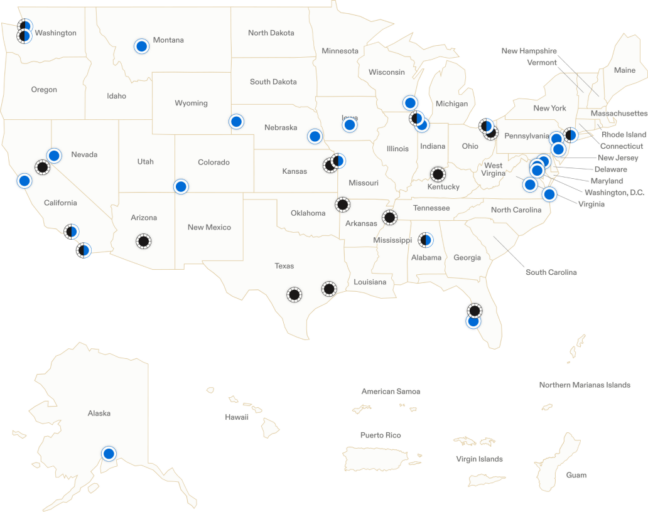 Washington
Montana
North Dakota
Minnesota
New Hampshire
Vermont
Maine
Wisconsin
Oregon
Idaho
South Dakota
Wyoming
Michigan
New York
Massachusetts
Iowa
Nebraska
Pennsylvania
Rhode Island
Connecticut
Nevada
Utah
Colorado
Kansas
Illinois
Indiana
Ohio
New Jersey
Delaware
West
Virgina
Maryland
Missouri
Kentucky
Washington, D.C.
California
Virginia
Arizona
New Mexico
Oklahoma
Arkansas
Tennessee
North Carolina
Mississippi
Alabama
Georgia
Texas
Louisiana
South Carolina
Alaska
Hawaii
American Samoa
Northern Marianas Islands
Puerto Rico
Virgin Islands
Guam